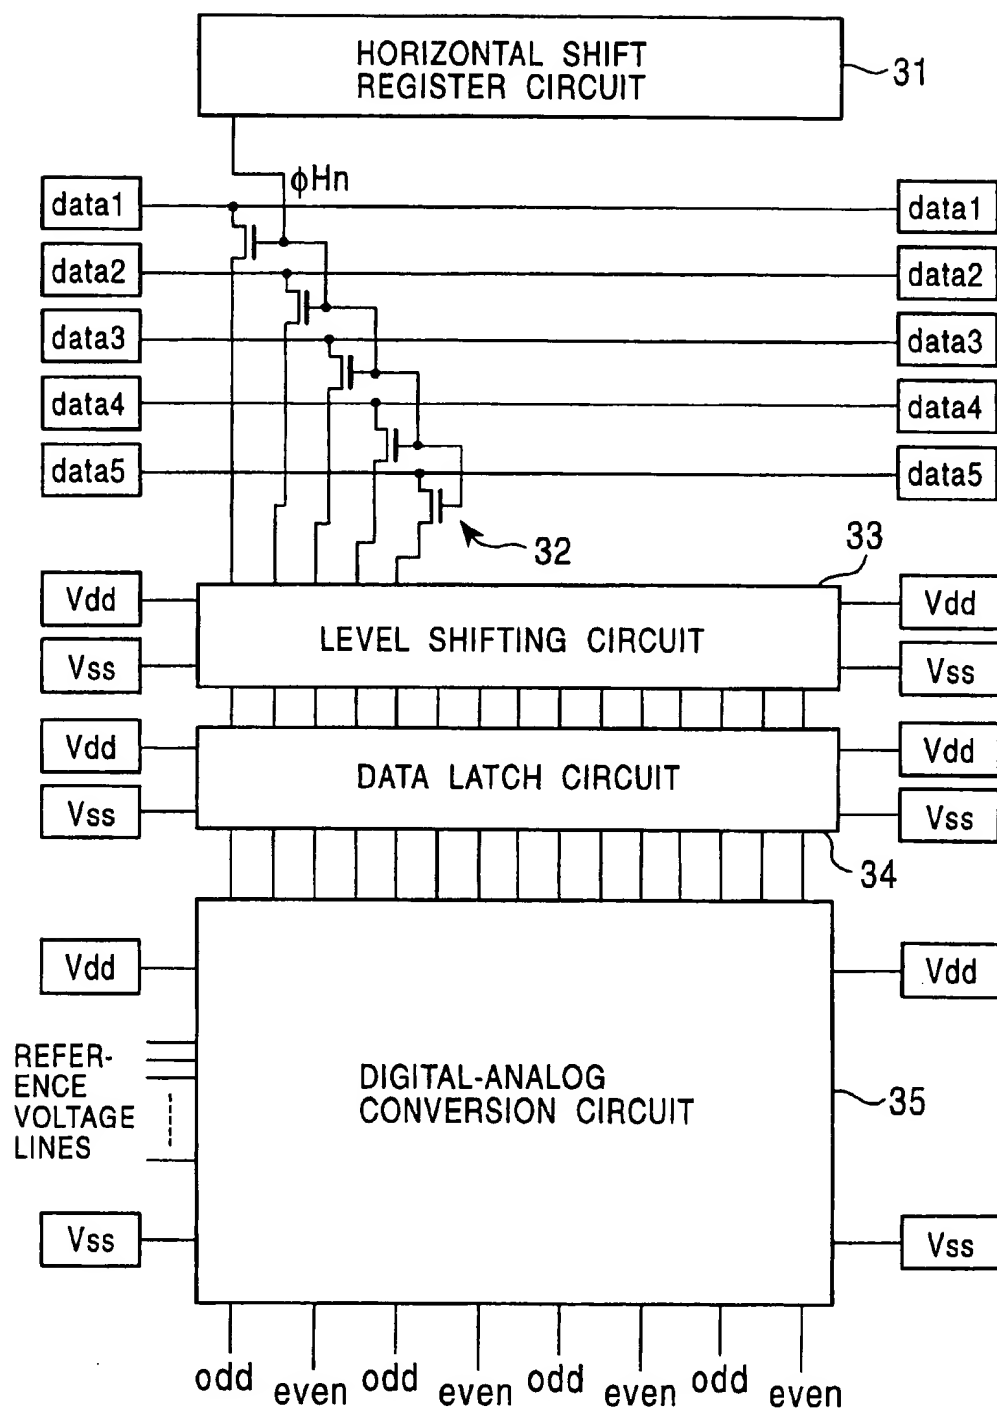 HORIZONTAL SHIFT
REGISTER CIRCUIT
31
ϕHn
data1
data1
data2
data2
data3
data3
data4
data4
data5
data5
32
33
Vdd
Vdd
LEVEL SHIFTING CIRCUIT
Vss
Vss
Vdd
Vdd
DATA LATCH CIRCUIT
Vss
Vss
34
Vdd
Vdd
REFER-
ENCE
VOLTAGE
LINES
DIGITAL-ANALOG
CONVERSION CIRCUIT
35
Vss
Vss
odd even odd even odd even odd even